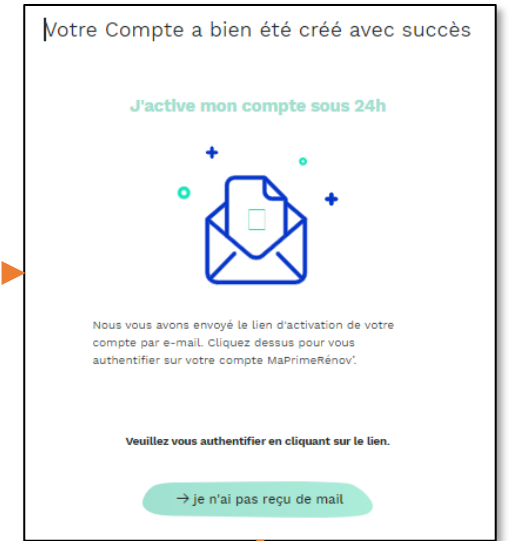 Votre Compte a bien été créé avec succès
J'active mon compte sous 24h
Nous vous avons envoyé le lien d'activation de votre
compte par e-mail. Cliquez dessus pour vous
authentifier sur votre compte MaPrimeRénov'.
Veuillez vous authentifier en cliquant sur le lien.
→ je n'ai pas reçu de mail